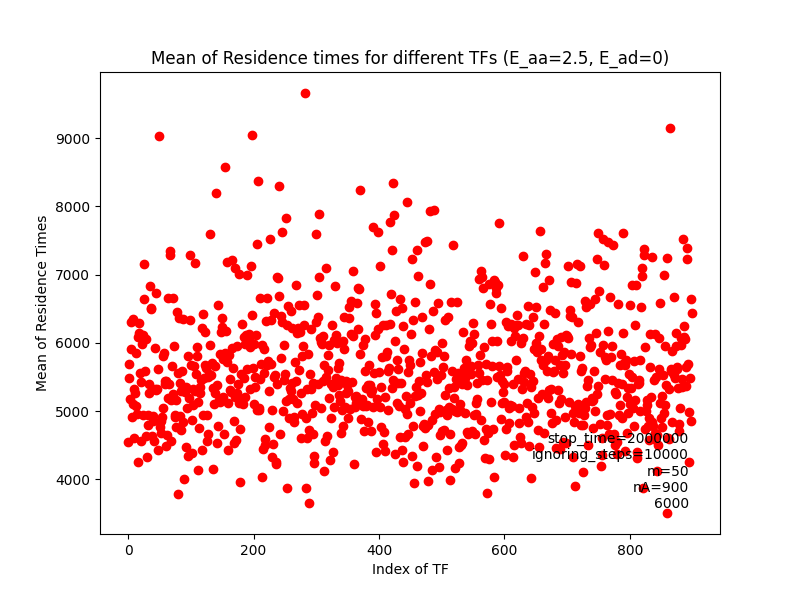 Mean of Residence times for different TFs (E_aa=2.5, E_ad=0)
Mean of Residence Times
9000
8000
7000
6000
5000
4000
stop_time=2000000
ignoring_steps=10000
m=50
nA=900
6000
0
200
400
600
800
Index of TF